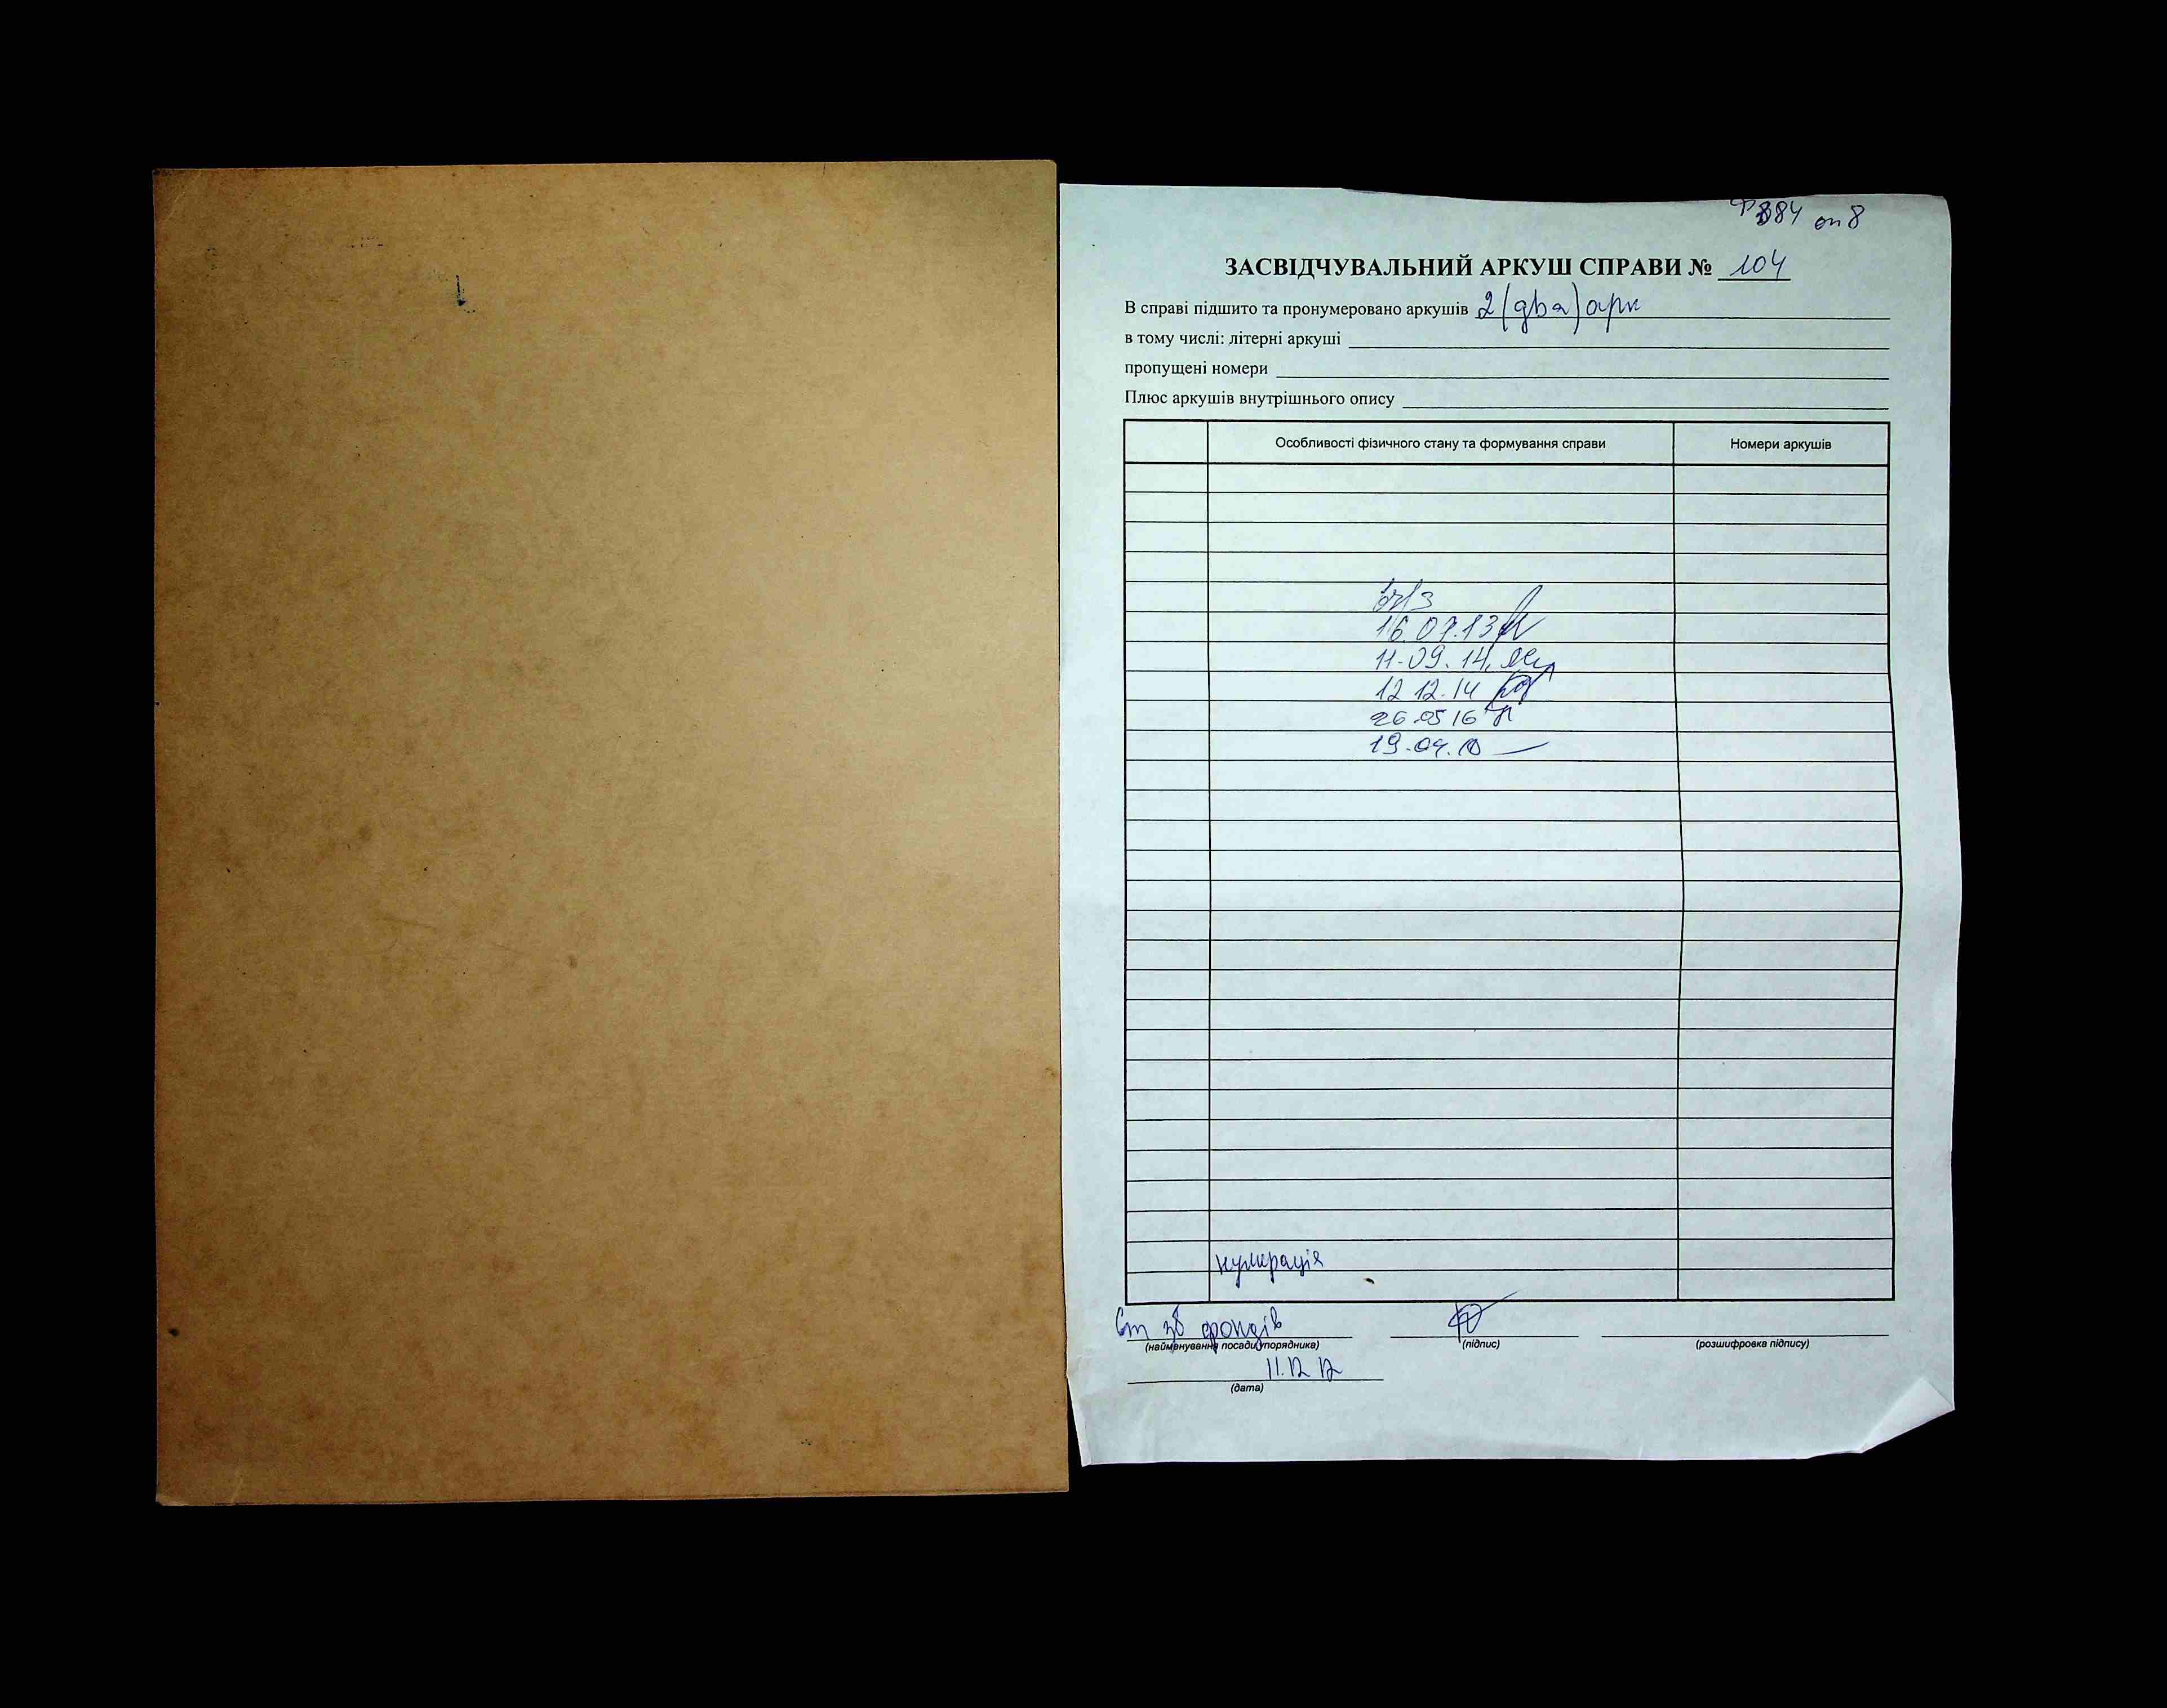 оп 8
ЗАСВІДЧУВАЛЬНИЙ АРКУШ СПРАВИ № 104
В справі підшито та пронумеровано аркушів 2 (два) арк
в тому числі: літерні аркуші
пропущені номери
Плюс аркушів внутрішнього опису
Особливості фізичного стану та формування справи Номери аркушів
16.07.13
11.09.14
12 12.14
26.05 16
19.04.
нумерація
Ст зб фондів
(найменування посади упорядника) (підпис) (розшифровка підпису)
11.12 12
(дата)